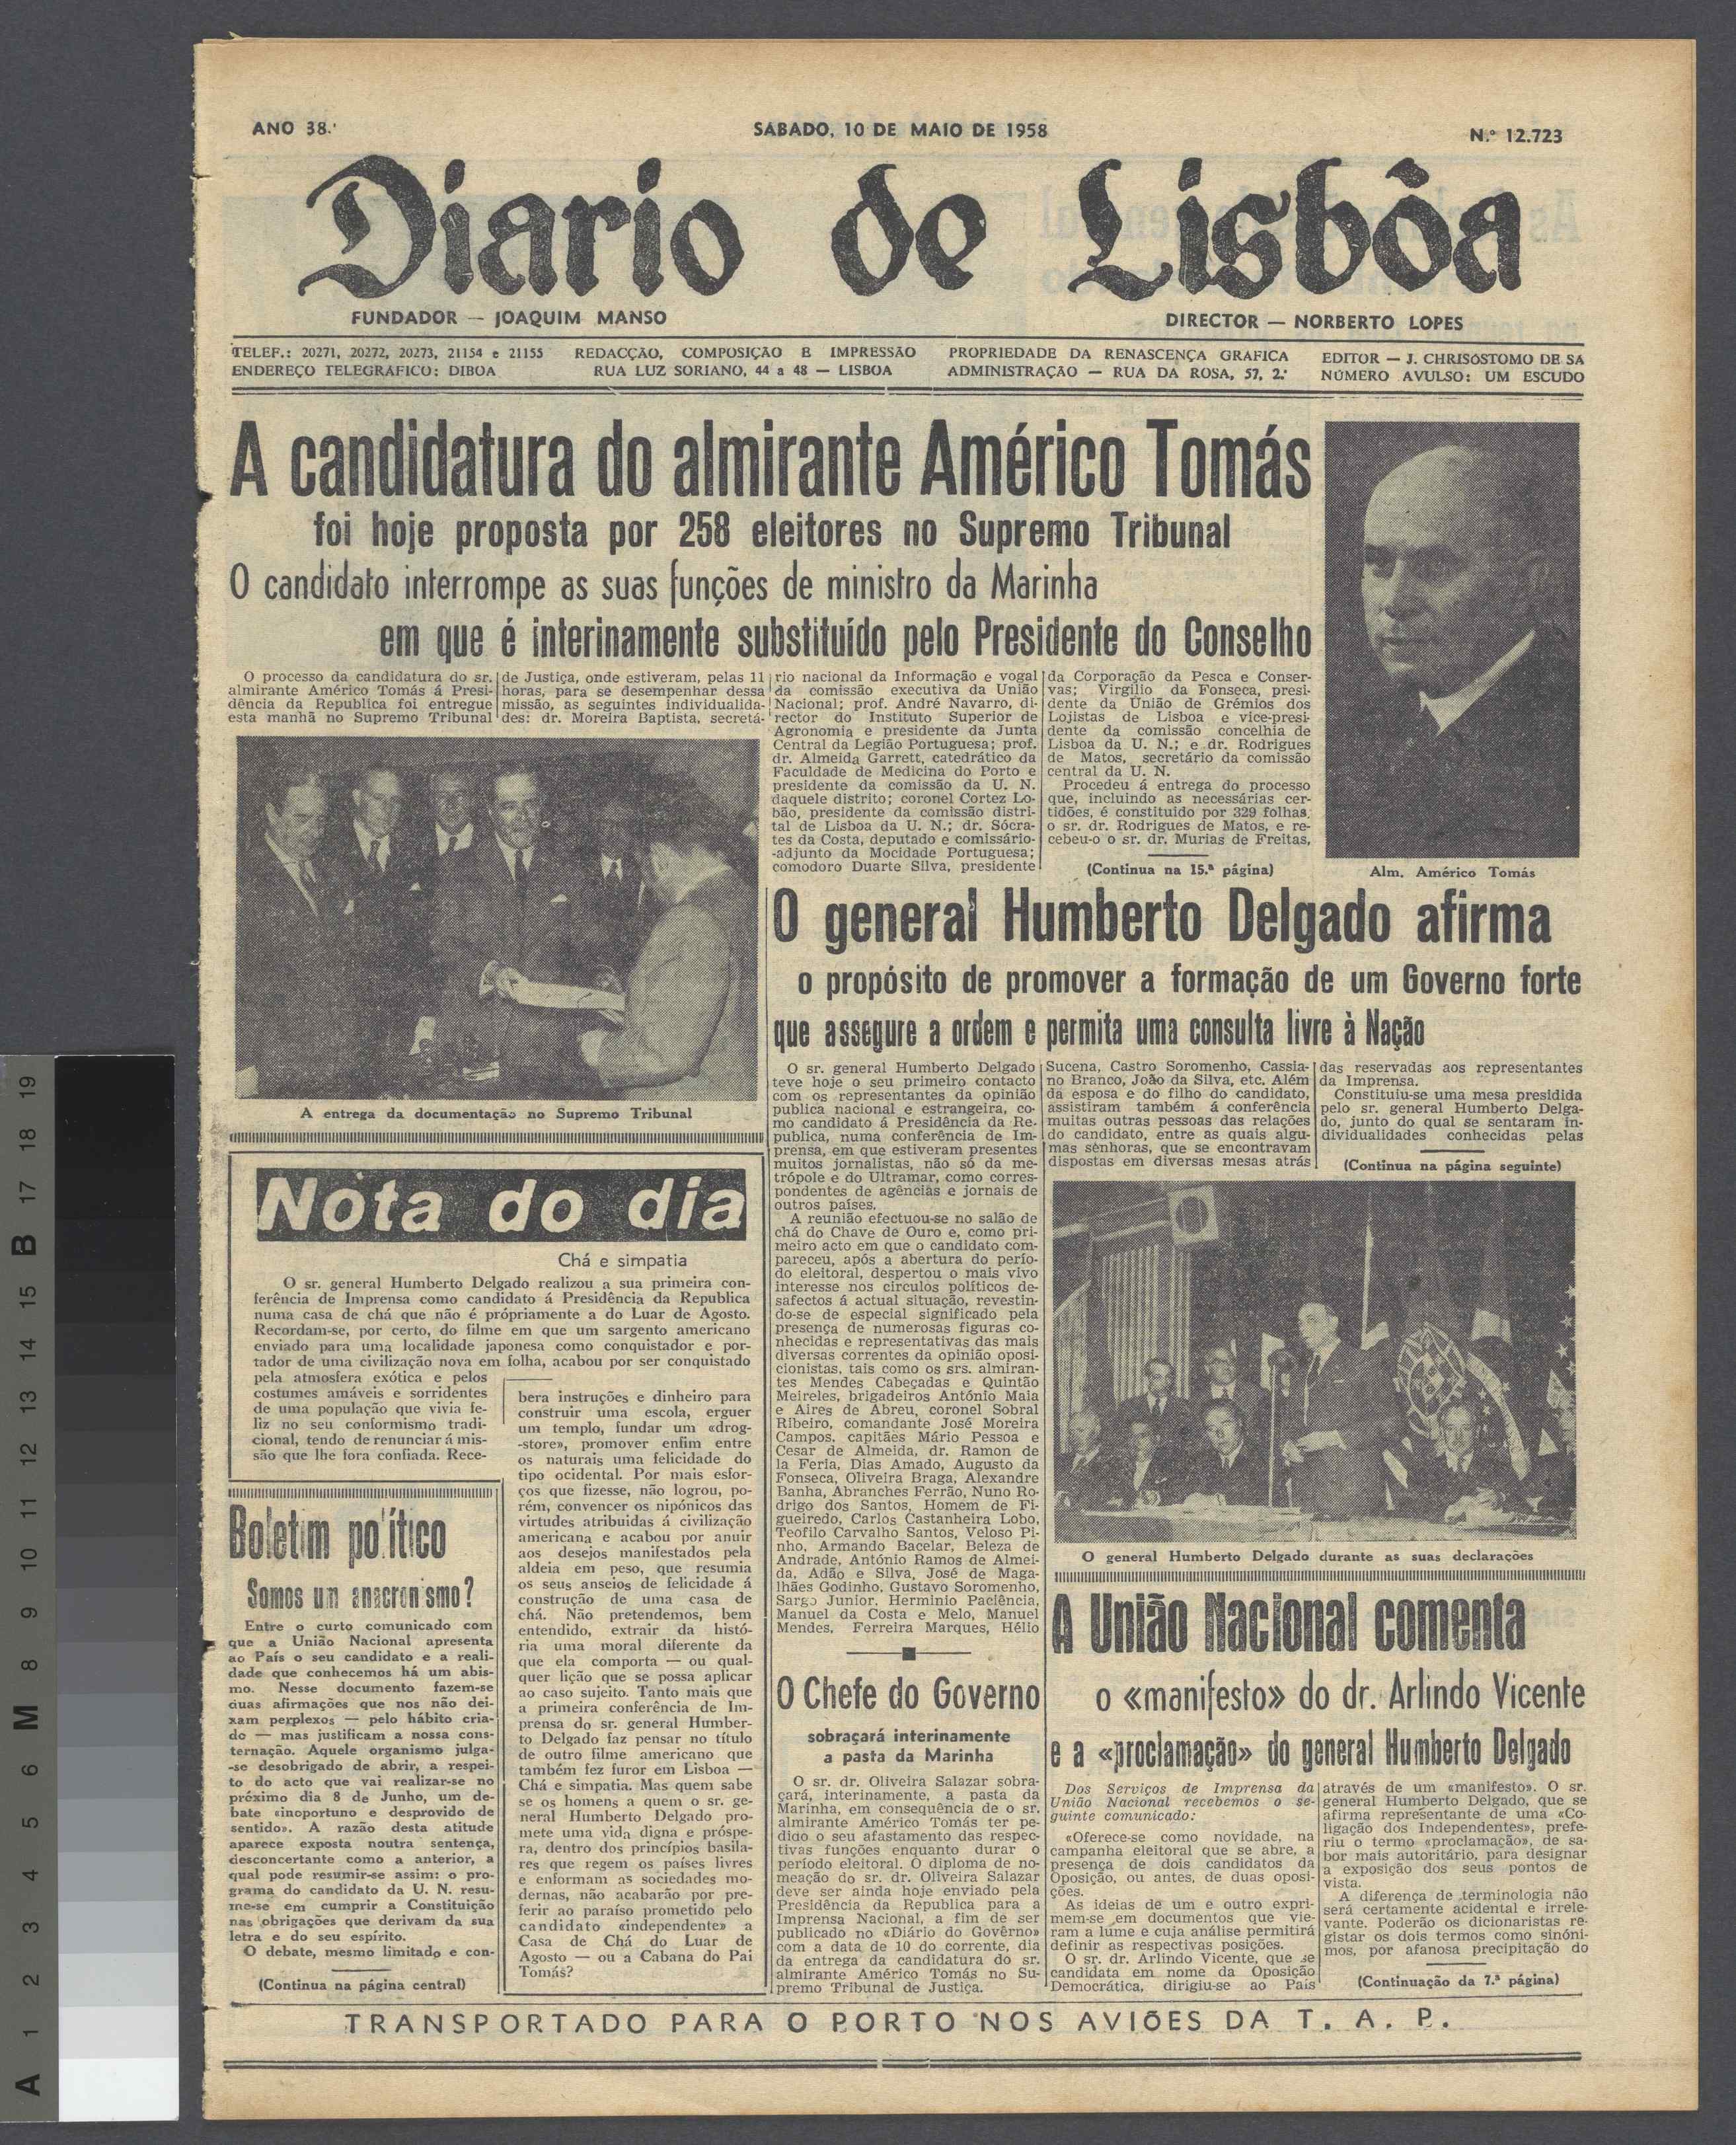 ANO 38.º
SABADO, 10 DE MAIO DE 1958
N.º 12.723
Diario de Lisbôa
FUNDADOR — JOAQUIM MANSO
DIRECTOR — NORBERTO LOPES
TELEF.: 20271, 20272, 20273, 21154 e 21155
ENDEREÇO TELEGRAFICO: DIBOA
REDACÇÃO, COMPOSIÇÃO E IMPRESSÃO
RUA LUZ SORIANO, 44 a 48 — LISBOA
PROPRIEDADE DA RENASCENÇA GRAFICA
ADMINISTRAÇÃO — RUA DA ROSA, 57, 2.º
EDITOR — J. CHRISÓSTOMO DE SA
NÚMERO AVULSO: UM ESCUDO
A candidatura do almirante Américo Tomás
foi hoje proposta por 258 eleitores no Supremo Tribunal
O candidato interrompe as suas funções de ministro da Marinha
em que é interinamente substituído pelo Presidente do Conselho
O processo da candidatura do sr.
almirante Américo Tomás á Presi-
dência da Republica foi entregue
esta manhã no Supremo Tribunal
de Justiça, onde estiveram, pelas 11
horas, para se desempenhar dessa
missão, as seguintes individualida-
des: dr. Moreira Baptista, secretá-
rio nacional da Informação e vogal
da comissão executiva da União
Nacional; prof. André Navarro, di-
rector do Instituto Superior de
Agronomia e presidente da Junta
Central da Legião Portuguesa; prof.
dr. Almeida Garrett, catedrático da
Faculdade de Medicina do Porto e
presidente da comissão da U. N.
daquele distrito; coronel Cortez Lo-
bão, presidente da comissão distri-
tal de Lisboa da U. N.; dr. Sócra-
tes da Costa, deputado e comissário-
-adjunto da Mocidade Portuguesa;
comodoro Duarte Silva, presidente
da Corporação da Pesca e Conser-
vas; Virgilio da Fonseca, presi-
dente da União de Grémios dos
Lojistas de Lisboa e vice-presi-
dente da comissão concelhia de
Lisboa da U. N.; e dr. Rodrigues
de Matos, secretário da comissão
central da U. N.
Procedeu á entrega do processo
que, incluindo as necessárias cer-
tidões, é constituido por 329 folhas,
o sr. dr. Rodrigues de Matos, e re-
cebeu-o o sr. dr. Murias de Freitas,
(Continua na 15.ª página)
Alm. Américo Tomás
A entrega da documentação no Supremo Tribunal
O general Humberto Delgado afirma
o propósito de promover a formação de um Governo forte
que assegure a ordem e permita uma consulta livre à Nação
O sr. general Humberto Delgado
teve hoje o seu primeiro contacto
com os representantes da opinião
publica nacional e estrangeira, co-
mo candidato á Presidência da Re-
publica, numa conferência de Im-
prensa, em que estiveram presentes
muitos jornalistas, não só da me-
trópole e do Ultramar, como corres-
pondentes de agências e jornais de
outros países.
A reunião efectuou-se no salão de
chá do Chave de Ouro e, como pri-
meiro acto em que o candidato com-
pareceu, após a abertura do perío-
do eleitoral, despertou o mais vivo
interesse nos circulos políticos de-
safectos á actual situação, revestin-
do-se de especial significado pela
presença de numerosas figuras co-
nhecidas e representativas das mais
diversas correntes da opinião oposi-
cionistas, tais como os srs. almiran-
tes Mendes Cabeçadas e Quintão
Meireles, brigadeiros António Maia
e Aires de Abreu, coronel Sobral
Ribeiro, comandante José Moreira
Campos, capitães Mário Pessoa e
Cesar de Almeida, dr. Ramon de
la Feria, Dias Amado, Augusto da
Fonseca, Oliveira Braga, Alexandre
Banha, Abranches Ferrão, Nuno Ro-
drigo dos Santos, Homem de Fi-
gueiredo, Carlos Castanheira Lobo,
Teofilo Carvalho Santos, Veloso Pi-
nho, Armando Bacelar, Beleza de
Andrade, António Ramos de Almei-
da, Adão e Silva, José de Maga-
lhães Godinho, Gustavo Soromenho,
Sargo Junior, Herminio Paciência,
Manuel da Costa e Melo, Manuel
Mendes, Ferreira Marques, Hélio
Sucena, Castro Soromenho, Cassia-
no Branco, João da Silva, etc. Além
da esposa e do filho do candidato,
assistiram também á conferência
muitas outras pessoas das relações
do candidato, entre as quais algu-
mas senhoras, que se encontravam
dispostas em diversas mesas atrás
das reservadas aos representantes
da Imprensa.
Constituiu-se uma mesa presidida
pelo sr. general Humberto Delga-
do, junto do qual se sentaram in-
dividualidades conhecidas pelas
(Continua na página seguinte)
O general Humberto Delgado durante as suas declarações
Nota do dia
Chá e simpatia
O sr. general Humberto Delgado realizou a sua primeira con-
ferência de Imprensa como candidato á Presidência da Republica
numa casa de chá que não é própriamente a do Luar de Agosto.
Recordam-se, por certo, do filme em que um sargento americano
enviado para uma localidade japonesa como conquistador e por-
tador de uma civilização nova em folha, acabou por ser conquistado
pela atmosfera exótica e pelos
costumes amáveis e sorridentes
de uma população que vivia fe-
liz no seu conformismo tradi-
cional, tendo de renunciar á mis-
são que lhe fora confiada. Rece-
bera instruções e dinheiro para
construir uma escola, erguer
um templo, fundar um «drog-
-store», promover enfim entre
os naturais uma felicidade do
tipo ocidental. Por mais esfor-
ços que fizesse, não logrou, po-
rém, convencer os nipónicos das
virtudes atribuidas á civilização
americana e acabou por anuir
aos desejos manifestados pela
aldeia em peso, que resumia
os seus anseios de felicidade á
construção de uma casa de
chá. Não pretendemos, bem
entendido, extrair da histó-
ria uma moral diferente da
que ela comporta — ou qual-
quer lição que se possa aplicar
ao caso sujeito. Tanto mais que
a primeira conferência de Im-
prensa do sr. general Humber-
to Delgado faz pensar no título
de outro filme americano que
também fez furor em Lisboa —
Chá e simpatia. Mas quem sabe
se os homens a quem o sr. ge-
neral Humberto Delgado pro-
mete uma vida digna e próspe-
ra, dentro dos princípios basila-
res que regem os países livres
e enformam as sociedades mo-
dernas, não acabarão por pre-
ferir ao paraíso prometido pelo
candidato «independente» a
Casa de Chá do Luar de
Agosto — ou a Cabana do Pai
Tomás?
Boletim político
Somos um anacronismo?
Entre o curto comunicado com
que a União Nacional apresenta
ao País o seu candidato e a reali-
dade que conhecemos há um abis-
mo. Nesse documento fazem-se
duas afirmações que nos não dei-
xam perplexos — pelo hábito cria-
do — mas justificam a nossa cons-
ternação. Aquele organismo julga-
-se desobrigado de abrir, a respei-
to do acto que vai realizar-se no
próximo dia 8 de Junho, um de-
bate «inoportuno e desprovido de
sentido». A razão desta atitude
aparece exposta noutra sentença,
desconcertante como a anterior, a
qual pode resumir-se assim: o pro-
grama do candidato da U. N. resu-
me-se em cumprir a Constituição
nas obrigações que derivam da sua
letra e do seu espírito.
O debate, mesmo limitado e con-
(Continua na página central)
O Chefe do Governo
sobraçará interinamente
a pasta da Marinha
O sr. dr. Oliveira Salazar sobra-
çará, interinamente, a pasta da
Marinha, em consequência de o sr.
almirante Américo Tomás ter pe-
dido o seu afastamento das respec-
tivas funções enquanto durar o
período eleitoral. O diploma de no-
meação do sr. dr. Oliveira Salazar
deve ser ainda hoje enviado pela
Presidência da Republica para a
Imprensa Nacional, a fim de ser
publicado no «Diário do Govêrno»
com a data de 10 do corrente, dia
da entrega da candidatura do sr.
almirante Américo Tomás no Su-
premo Tribunal de Justiça.
A União Nacional comenta
o «manifesto» do dr. Arlindo Vicente
e a «proclamação» do general Humberto Delgado
Dos Serviços de Imprensa da
União Nacional recebemos o se-
guinte comunicado:
«Oferece-se como novidade, na
campanha eleitoral que se abre, a
presença de dois candidatos da
Oposição, ou antes, de duas oposi-
ções.
As ideias de um e outro expri-
mem-se em documentos que vie-
ram a lume e cuja análise permitirá
definir as respectivas posições.
O sr. dr. Arlindo Vicente, que se
candidata em nome da Oposição
Democrática, dirigiu-se ao País
através de um «manifesto». O sr.
general Humberto Delgado, que se
afirma representante de uma «Co-
ligação dos Independentes», prefe-
riu o termo «proclamação», de sa-
bor mais autoritário, para designar
a exposição dos seus pontos de
vista.
A diferença de terminologia não
será certamente acidental e irrele-
vante. Poderão os dicionaristas re-
gistar os dois termos como sinóni-
mos, por afanosa precipitação do
(Continuação da 7.ª página)
TRANSPORTADO PARA O PORTO NOS AVIÕES DA T. A. P.
A 1 2 3 4 5 6 M 8 9 10 11 12 13 14 15 B 17 18 19